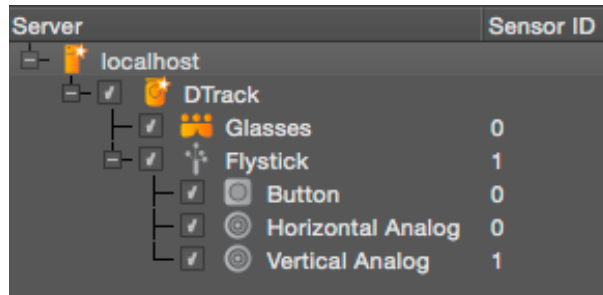 Server Sensor ID
localhost
DTrack
Glasses 0
Flystick 1
Button 0
Horizontal Analog 0
Vertical Analog 1